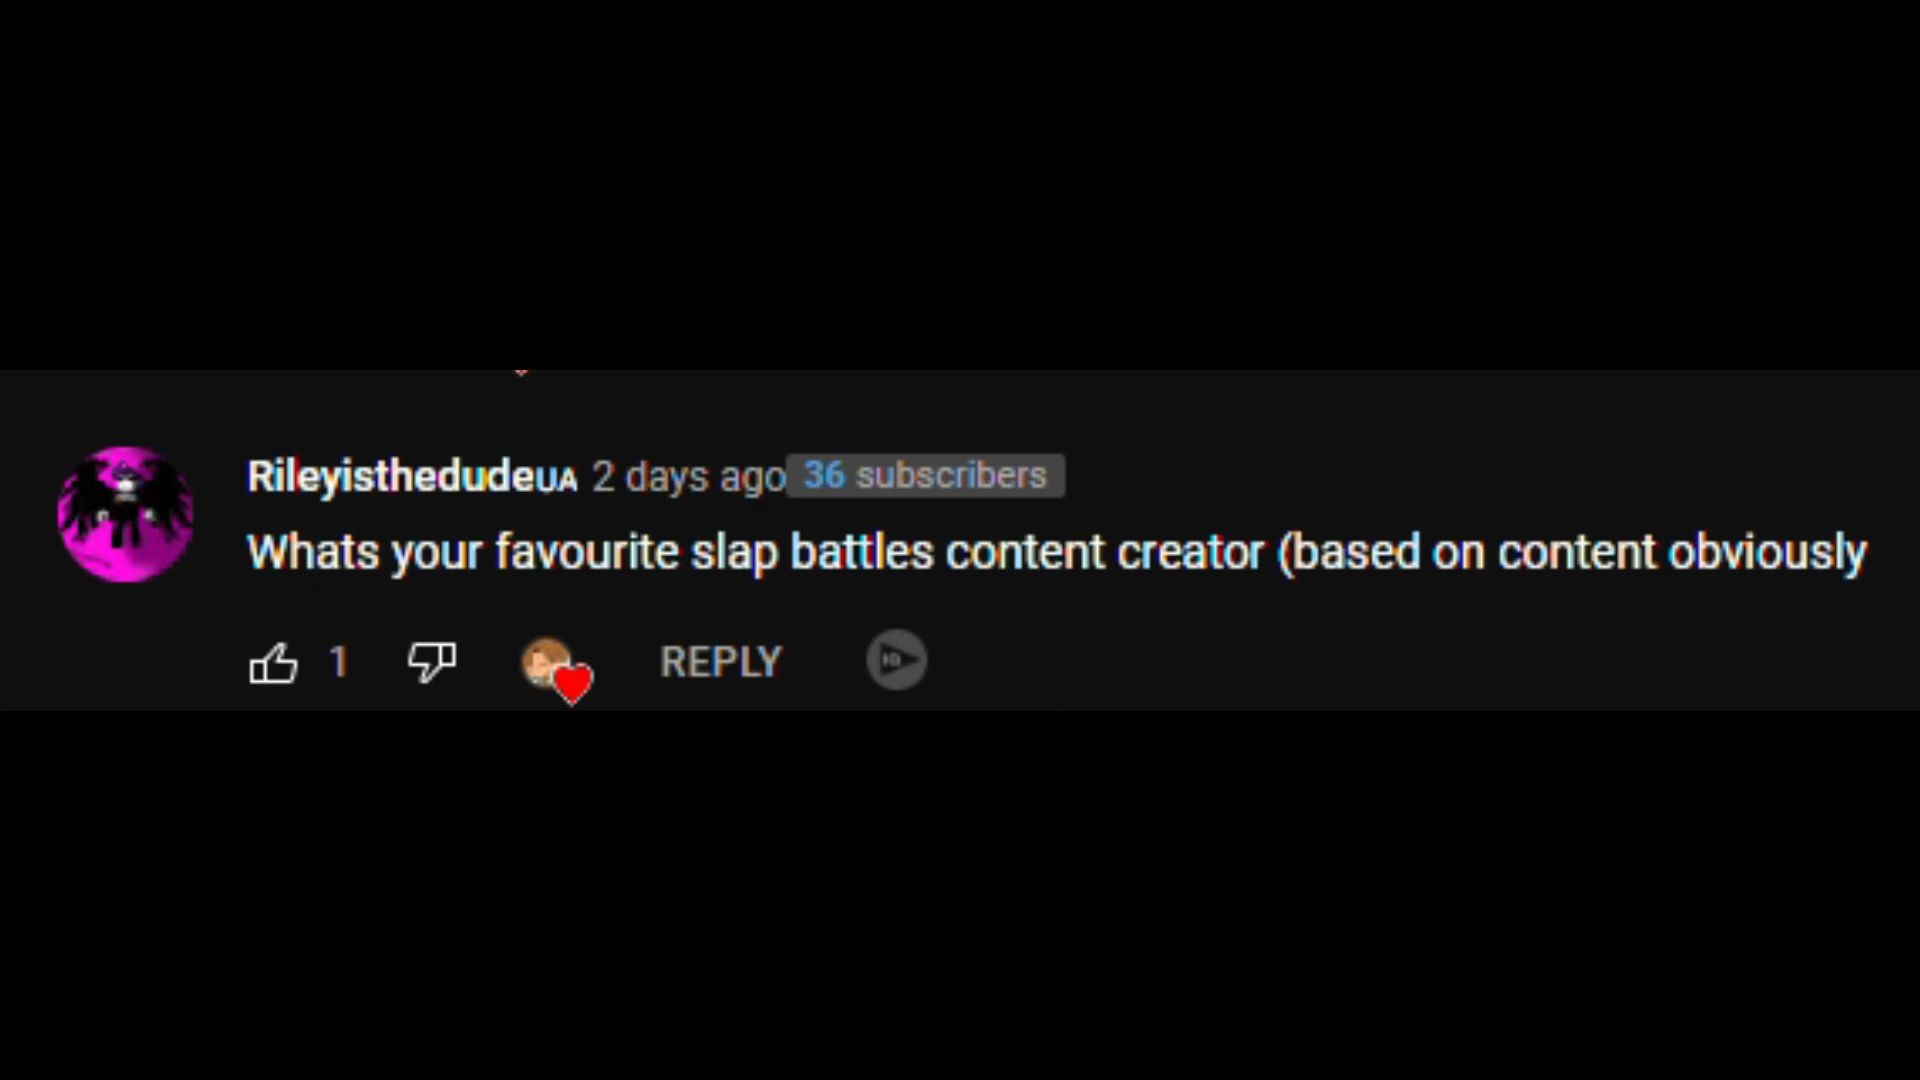 RileyisthedudeUA 2 days ago 36 subscribers
Whats your favourite slap battles content creator (based on content obviously
1 REPLY